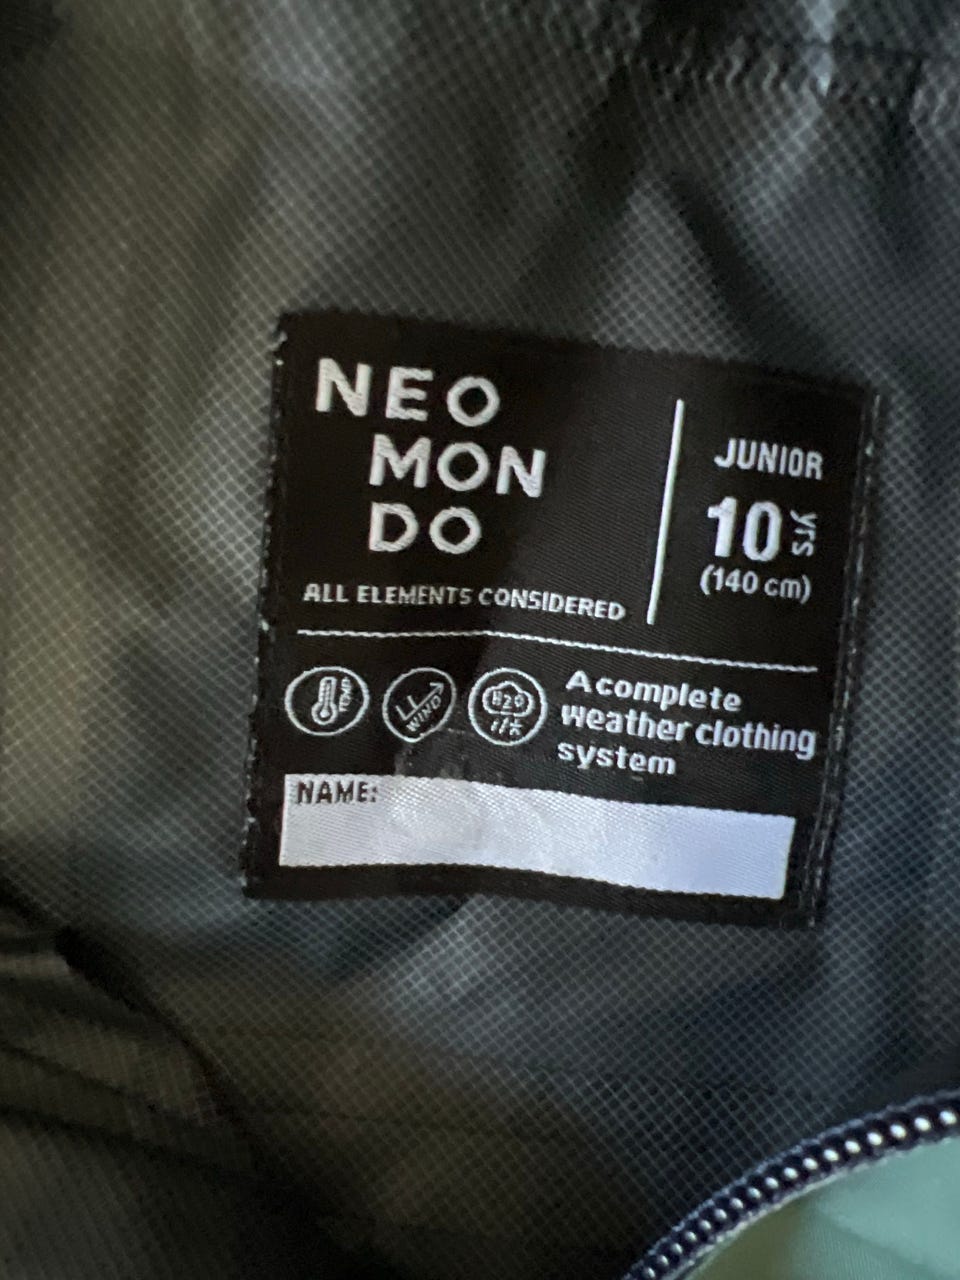 NEO
MON
DO
ALL ELEMENTS CONSIDERED
JUNIOR
10 yrs
(140 cm)
TEMP
WIND
H2O
A complete
weather clothing
system
NAME: